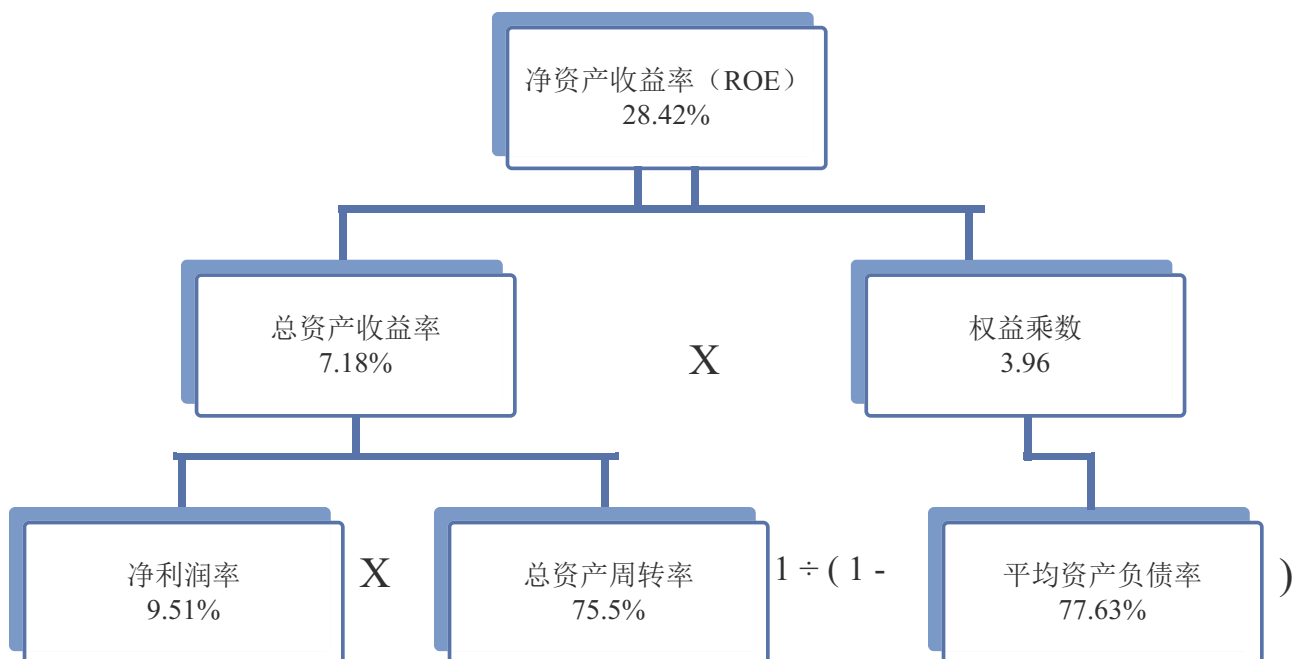 净资产收益率（ROE）
28.42%
总资产收益率
7.18%
X
权益乘数
3.96
净利润率
9.51%
X
总资产周转率
75.5%
1 ÷ ( 1 -
平均资产负债率
77.63%
)